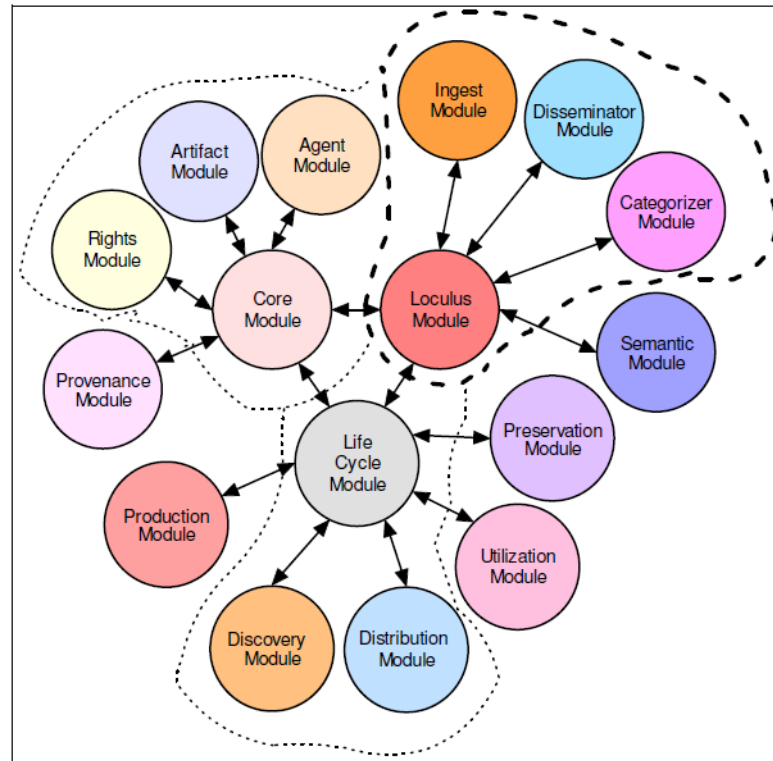 Ingest
Module
Disseminator
Module
Agent
Module
Artifact
Module
Categorizer
Module
Rights
Module
Core
Module
Loculus
Module
Semantic
Module
Provenance
Module
Life
Cycle
Module
Preservation
Module
Production
Module
Utilization
Module
Discovery
Module
Distribution
Module